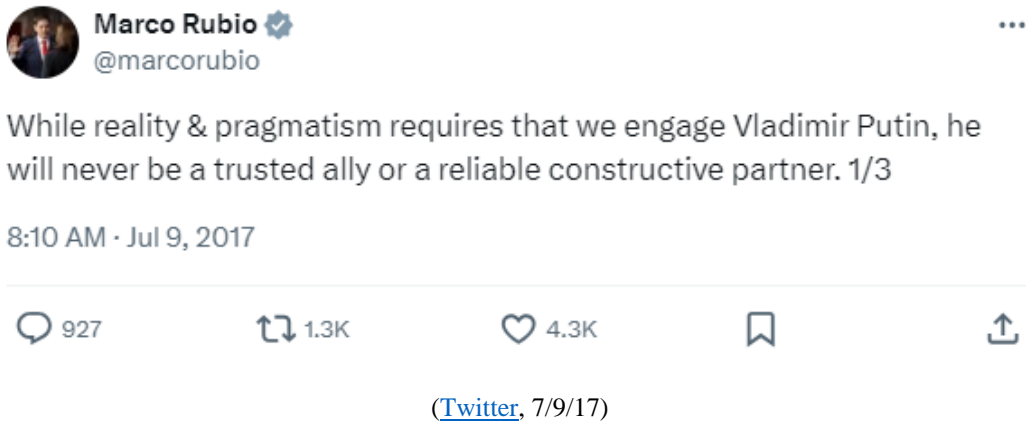 Marco Rubio
@marcorubio
While reality & pragmatism requires that we engage Vladimir Putin, he
will never be a trusted ally or a reliable constructive partner. 1/3
8:10 AM · Jul 9, 2017
927 1.3K 4.3K
(Twitter, 7/9/17)